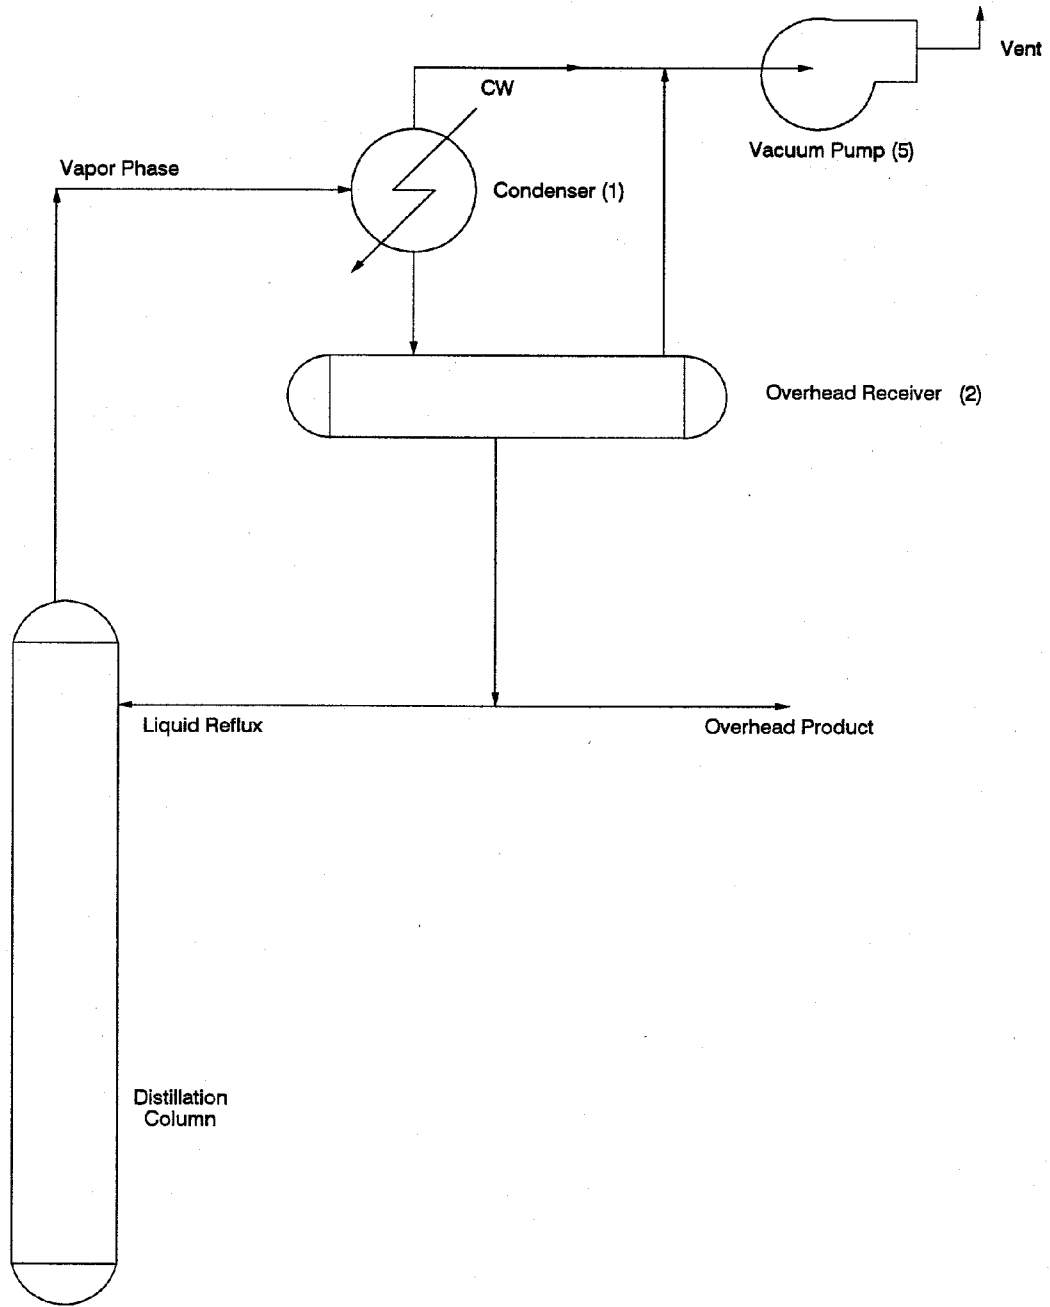 Vent
CW
Vacuum Pump (5)
Vapor Phase
Condenser (1)
Overhead Receiver (2)
Liquid Reflux
Overhead Product
Distillation
Column